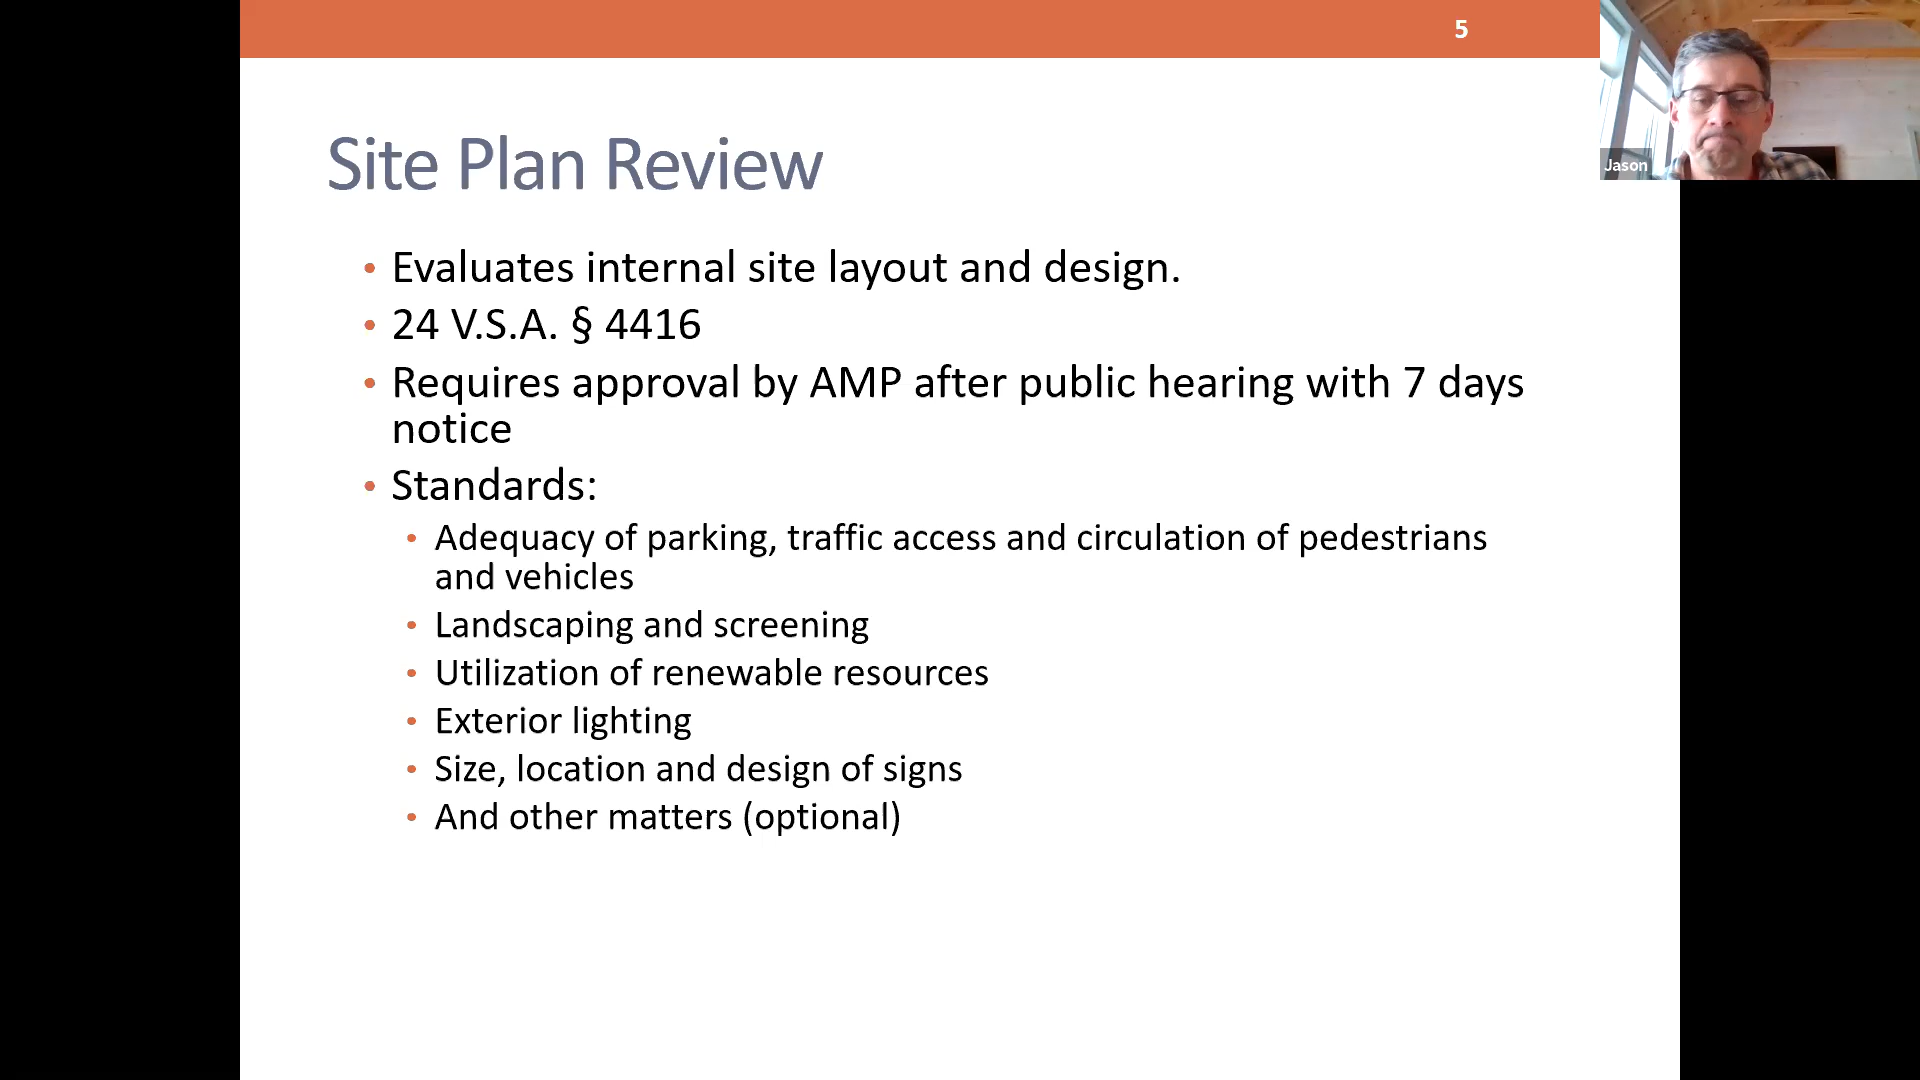 5
Jason
Site Plan Review
• Evaluates internal site layout and design.
• 24 V.S.A. § 4416
• Requires approval by AMP after public hearing with 7 days
notice
• Standards:
• Adequacy of parking, traffic access and circulation of pedestrians
and vehicles
• Landscaping and screening
• Utilization of renewable resources
• Exterior lighting
• Size, location and design of signs
• And other matters (optional)